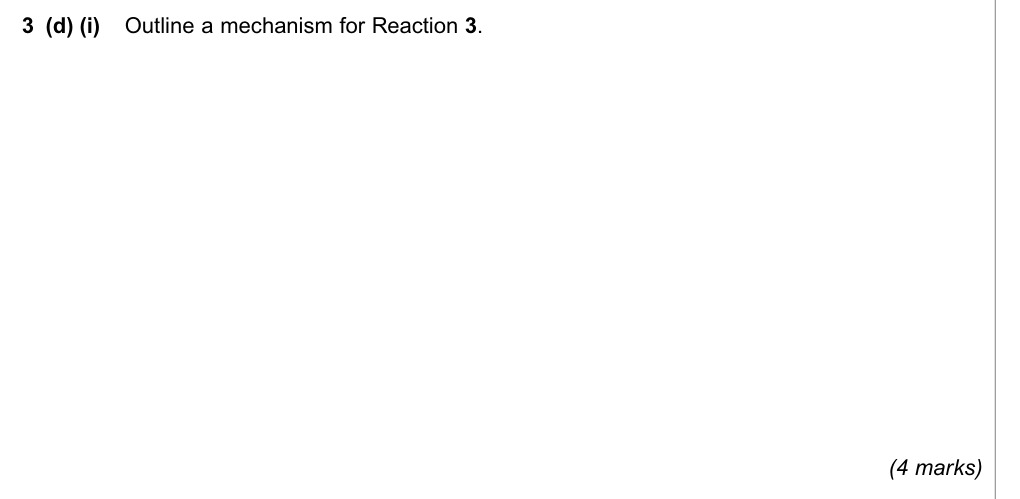 3 (d) (i) Outline a mechanism for Reaction 3.
(4 marks)